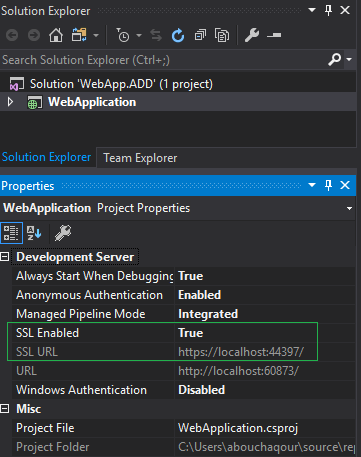 Solution Explorer
Search Solution Explorer (Ctrl+;)
Solution 'WebApp.ADD' (1 project)
WebApplication
Solution Explorer Team Explorer
Properties
WebApplication Project Properties
Development Server
Always Start When Debugging True
Anonymous Authentication Enabled
Managed Pipeline Mode Integrated
SSL Enabled True
SSL URL https://localhost:44397/
URL http://localhost:60873/
Windows Authentication Disabled
Misc
Project File WebApplication.csproj
Project Folder C:\Users\abouchaqour\source\rep